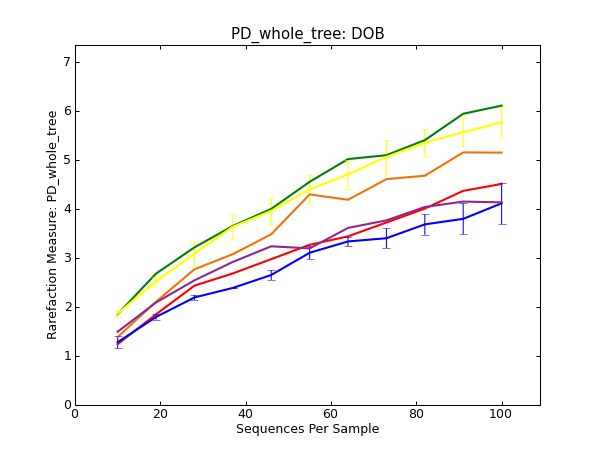 PD_whole_tree: DOB
Rarefaction Measure: PD_whole_tree
7
6
5
4
3
2
1
0
0 20 40 60 80 100
Sequences Per Sample